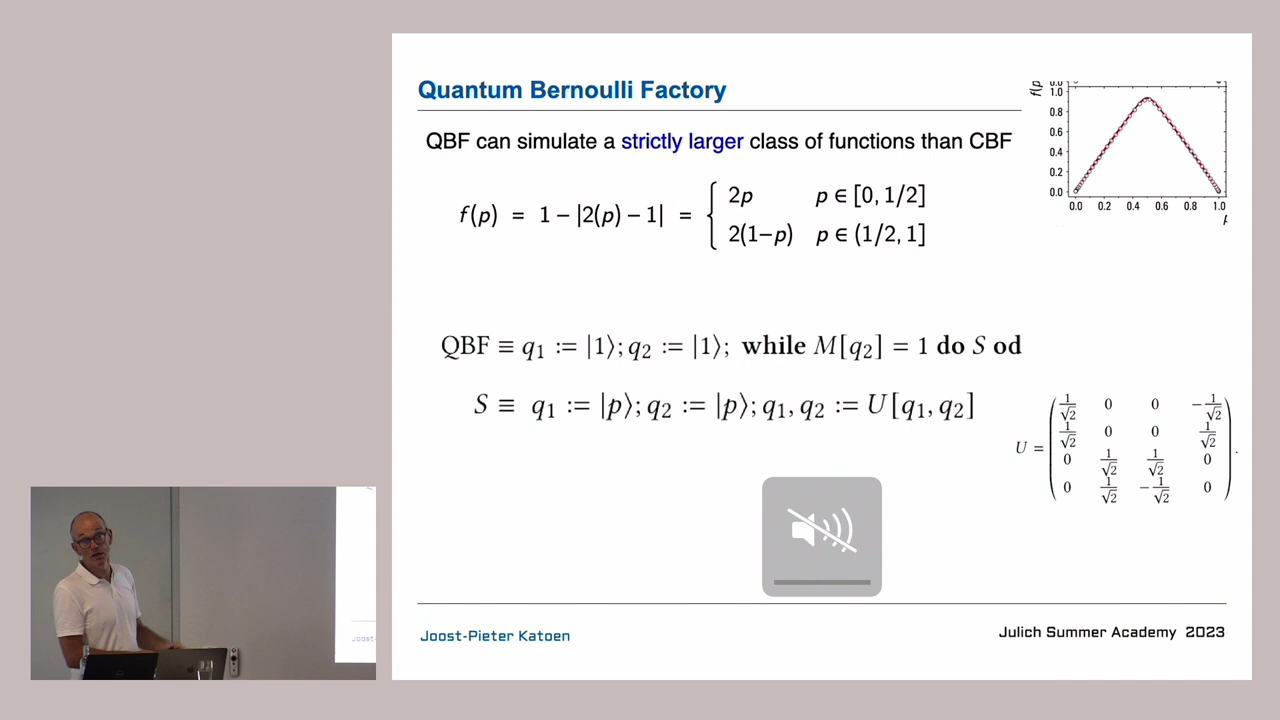 Quantum Bernoulli Factory
QBF can simulate a strictly larger class of functions than CBF
f(p) = 1 − |2(p) − 1| = { 2p p ∈ [0, 1/2]
2(1−p) p ∈ (1/2, 1]
f(p
0.0
1.0
0.8
0.6
0.4
0.2
0.0
0.0 0.2 0.4 0.6 0.8 1.0
QBF ≡ q₁ := |1⟩; q₂ := |1⟩; while M[q₂] = 1 do S od
S ≡ q₁ := |p⟩; q₂ := |p⟩; q₁, q₂ := U[q₁, q₂]
U = ( 1/√2 0 0 −1/√2
1/√2 0 0 1/√2
0 1/√2 1/√2 0
0 1/√2 −1/√2 0 ) .
Joost-Pieter Katoen
Julich Summer Academy 2023